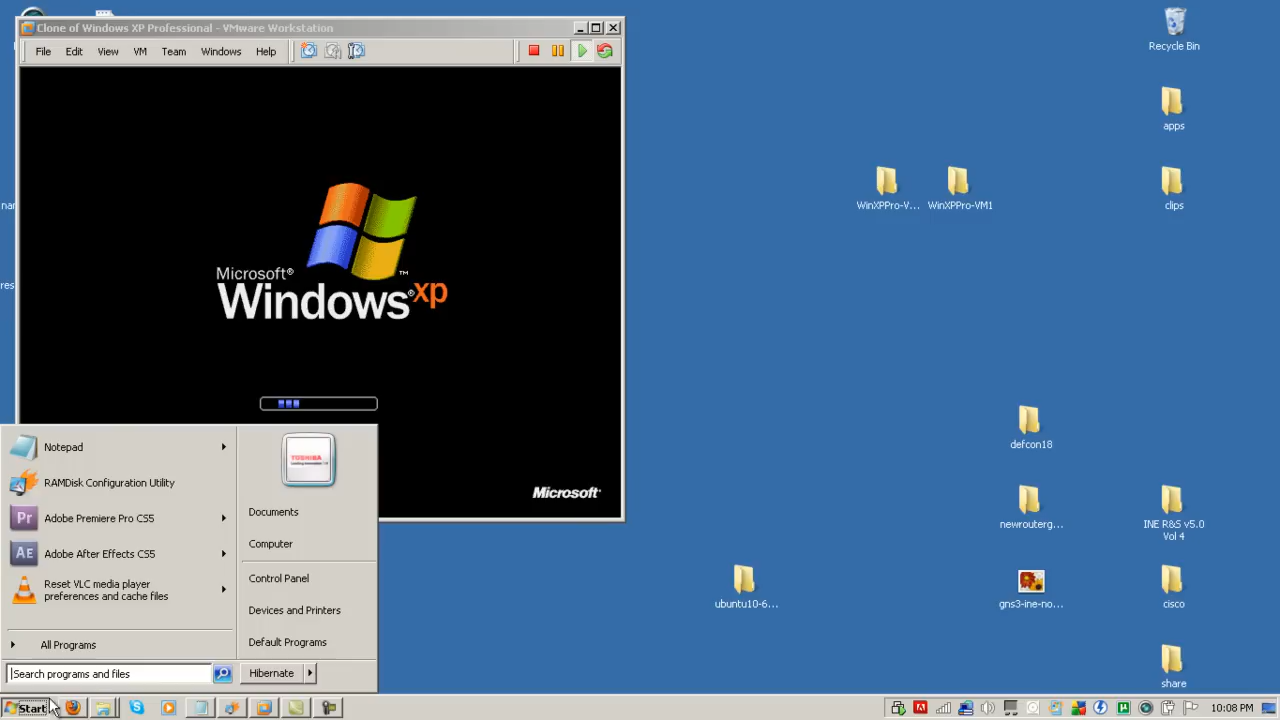 Clone of Windows XP Professional - VMware Workstation
File Edit View VM Team Windows Help
Microsoft®
Windows® xp ™
Microsoft®
Recycle Bin
apps
WinXPPro-V...
WinXPPro-VM1
clips
defcon18
newrouterg...
INE R&S v5.0
Vol 4
ubuntu10-6...
gns3-ine-no...
cisco
share
Notepad
RAMDisk Configuration Utility
Pr Adobe Premiere Pro CS5
AE Adobe After Effects CS5
Reset VLC media player
preferences and cache files
All Programs
Search programs and files
TOSHIBA
Documents
Computer
Control Panel
Devices and Printers
Default Programs
Hibernate
Start
10:08 PM